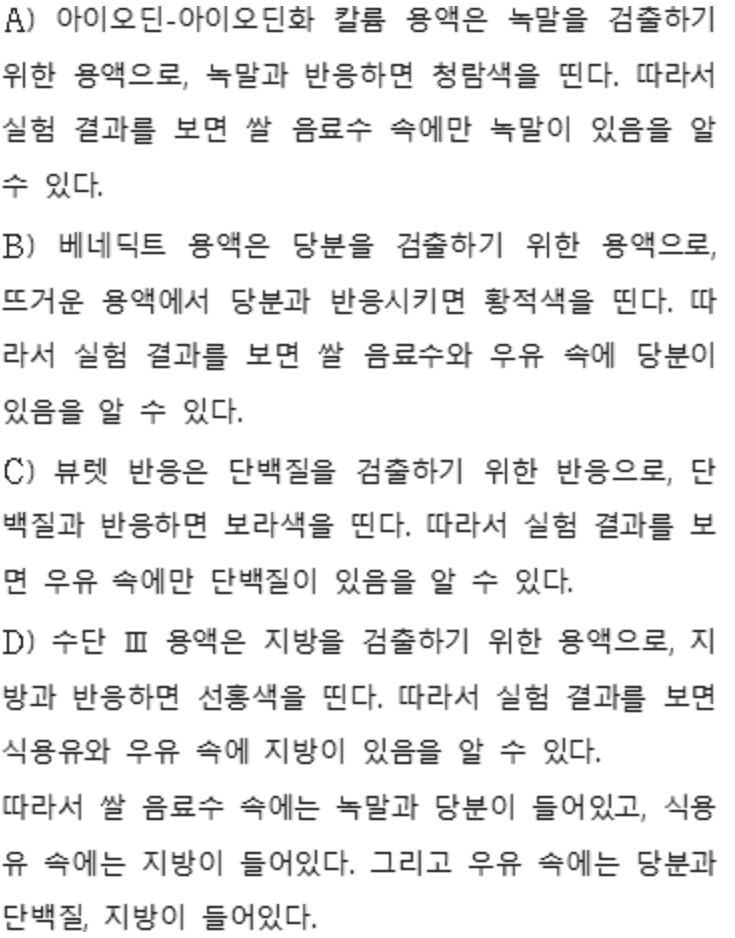 A) 아이오딘-아이오딘화 칼륨 용액은 녹말을 검출하기
위한 용액으로, 녹말과 반응하면 청람색을 띤다. 따라서
실험 결과를 보면 쌀 음료수 속에만 녹말이 있음을 알
수 있다.
B) 베네딕트 용액은 당분을 검출하기 위한 용액으로,
뜨거운 용액에서 당분과 반응시키면 황적색을 띤다. 따
라서 실험 결과를 보면 쌀 음료수와 우유 속에 당분이
있음을 알 수 있다.
C) 뷰렛 반응은 단백질을 검출하기 위한 반응으로, 단
백질과 반응하면 보라색을 띤다. 따라서 실험 결과를 보
면 우유 속에만 단백질이 있음을 알 수 있다.
D) 수단 Ⅲ 용액은 지방을 검출하기 위한 용액으로, 지
방과 반응하면 선홍색을 띤다. 따라서 실험 결과를 보면
식용유와 우유 속에 지방이 있음을 알 수 있다.
따라서 쌀 음료수 속에는 녹말과 당분이 들어있고, 식용
유 속에는 지방이 들어있다. 그리고 우유 속에는 당분과
단백질, 지방이 들어있다.